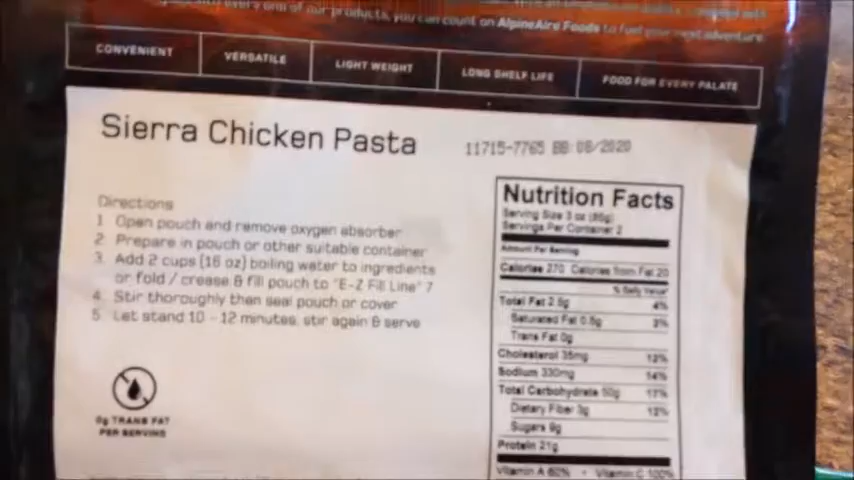 every one of our products, you can count on AlpineAire Foods to fuel your next adventure.
CONVENIENT
VERSATILE
LIGHT WEIGHT
LONG SHELF LIFE
FOOD FOR EVERY PALATE
Sierra Chicken Pasta
11715-7765 BB 08/2020
Directions
1 Open pouch and remove oxygen absorber
2. Prepare in pouch or other suitable container
3. Add 2 cups (16 oz) boiling water to ingredients
or fold / crease & fill pouch to "E-Z Fill Line" 7
4. Stir thoroughly then seal pouch or cover
5 Let stand 10 - 12 minutes, stir again & serve
0g TRANS FAT
PER SERVING
Nutrition Facts
Serving Size 3 oz (85g)
Servings Per Container 2
Amount Per Serving
Calories 270 Calories from Fat 20
% Daily Value*
Total Fat 2.5g 4%
Saturated Fat 0.5g 3%
Trans Fat 0g
Cholesterol 35mg 12%
Sodium 330mg 14%
Total Carbohydrate 50g 17%
Dietary Fiber 3g 12%
Sugars 9g
Protein 21g
Vitamin A 60% • Vitamin C 100%